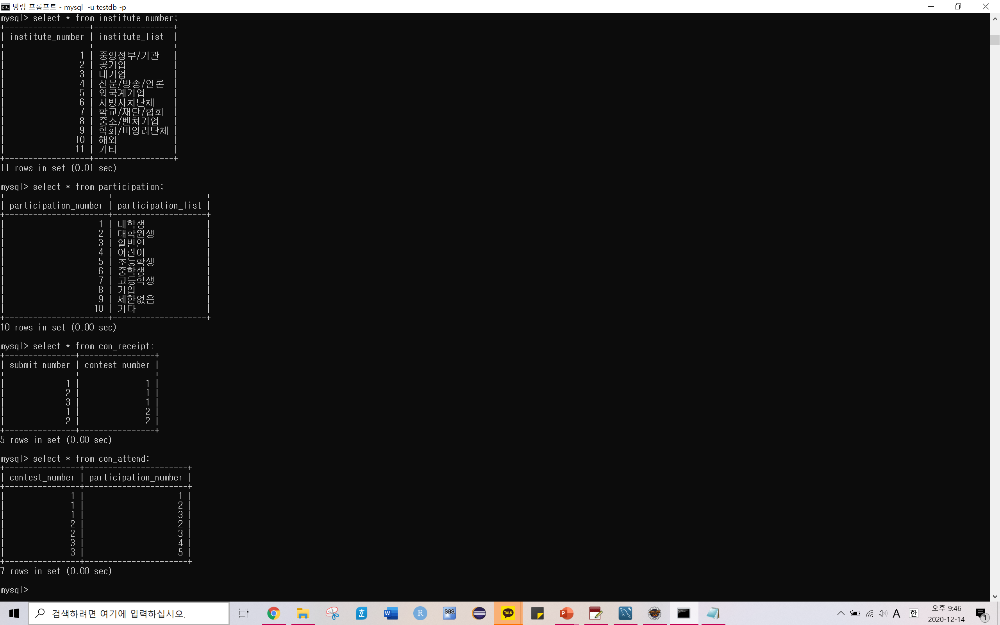 명령 프롬프트 - mysql  -u testdb -p
mysql> select * from institute_number;
+------------------+-----------------+
| institute_number | institute_list  |
+------------------+-----------------+
|                1 | 중앙정부/기관   |
|                2 | 공기업          |
|                3 | 대기업          |
|                4 | 신문/방송/언론  |
|                5 | 외국계기업      |
|                6 | 지방자치단체    |
|                7 | 학교/재단/협회  |
|                8 | 중소/벤처기업   |
|                9 | 학회/비영리단체 |
|               10 | 해외            |
|               11 | 기타            |
+------------------+-----------------+
11 rows in set (0.01 sec)
mysql> select * from participation;
+----------------------+--------------------+
| participation_number | participation_list |
+----------------------+--------------------+
|                    1 | 대학생             |
|                    2 | 대학원생           |
|                    3 | 일반인             |
|                    4 | 어린이             |
|                    5 | 초등학생           |
|                    6 | 중학생             |
|                    7 | 고등학생           |
|                    8 | 기업               |
|                    9 | 제한없음           |
|                   10 | 기타               |
+----------------------+--------------------+
10 rows in set (0.00 sec)
mysql> select * from con_receipt;
+---------------+----------------+
| submit_number | contest_number |
+---------------+----------------+
|             1 |              1 |
|             2 |              1 |
|             3 |              1 |
|             1 |              2 |
|             2 |              2 |
+---------------+----------------+
5 rows in set (0.00 sec)
mysql> select * from con_attend;
+----------------+----------------------+
| contest_number | participation_number |
+----------------+----------------------+
|              1 |                    1 |
|              1 |                    2 |
|              1 |                    3 |
|              2 |                    2 |
|              2 |                    3 |
|              3 |                    4 |
|              3 |                    5 |
+----------------+----------------------+
7 rows in set (0.00 sec)
mysql>
검색하려면 여기에 입력하십시오.
호
W
R
sas
TALK
P
Java EE
IDE
A
한
오후 9:46
2020-12-14
1